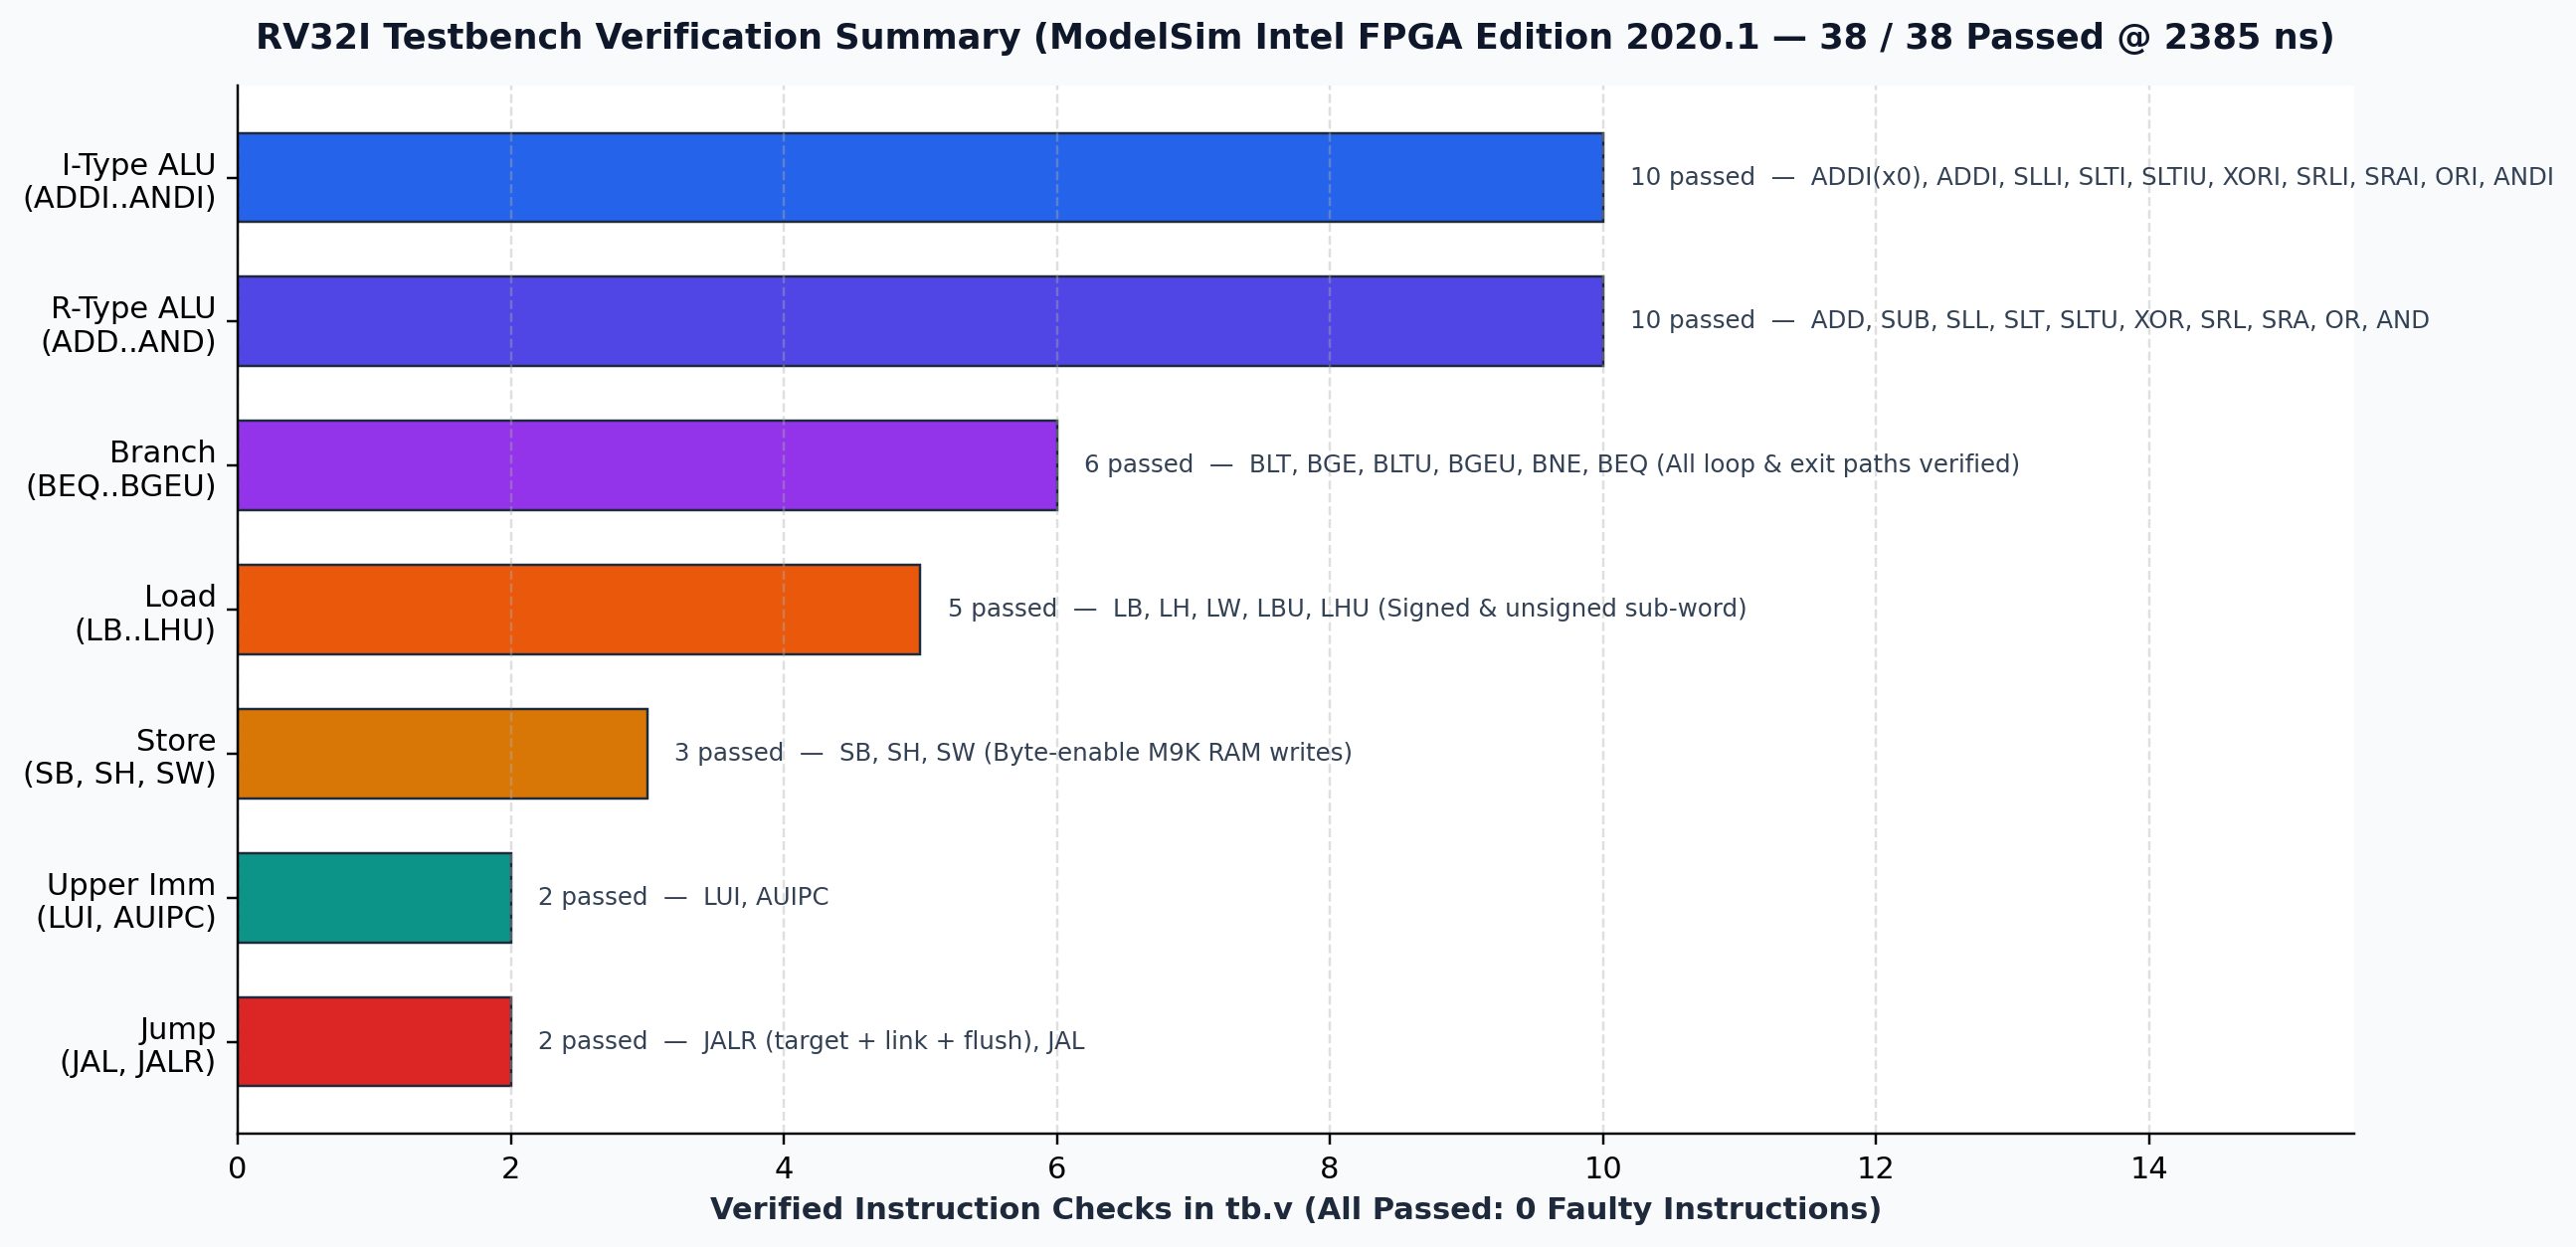 RV32I Testbench Verification Summary (ModelSim Intel FPGA Edition 2020.1 — 38 / 38 Passed @ 2385 ns)
I-Type ALU
(ADDI..ANDI)
10 passed — ADDI(x0), ADDI, SLLI, SLTI, SLTIU, XORI, SRLI, SRAI, ORI, ANDI
R-Type ALU
(ADD..AND)
10 passed — ADD, SUB, SLL, SLT, SLTU, XOR, SRL, SRA, OR, AND
Branch
(BEQ..BGEU)
6 passed — BLT, BGE, BLTU, BGEU, BNE, BEQ (All loop & exit paths verified)
Load
(LB..LHU)
5 passed — LB, LH, LW, LBU, LHU (Signed & unsigned sub-word)
Store
(SB, SH, SW)
3 passed — SB, SH, SW (Byte-enable M9K RAM writes)
Upper Imm
(LUI, AUIPC)
2 passed — LUI, AUIPC
Jump
(JAL, JALR)
2 passed — JALR (target + link + flush), JAL
0 2 4 6 8 10 12 14
Verified Instruction Checks in tb.v (All Passed: 0 Faulty Instructions)